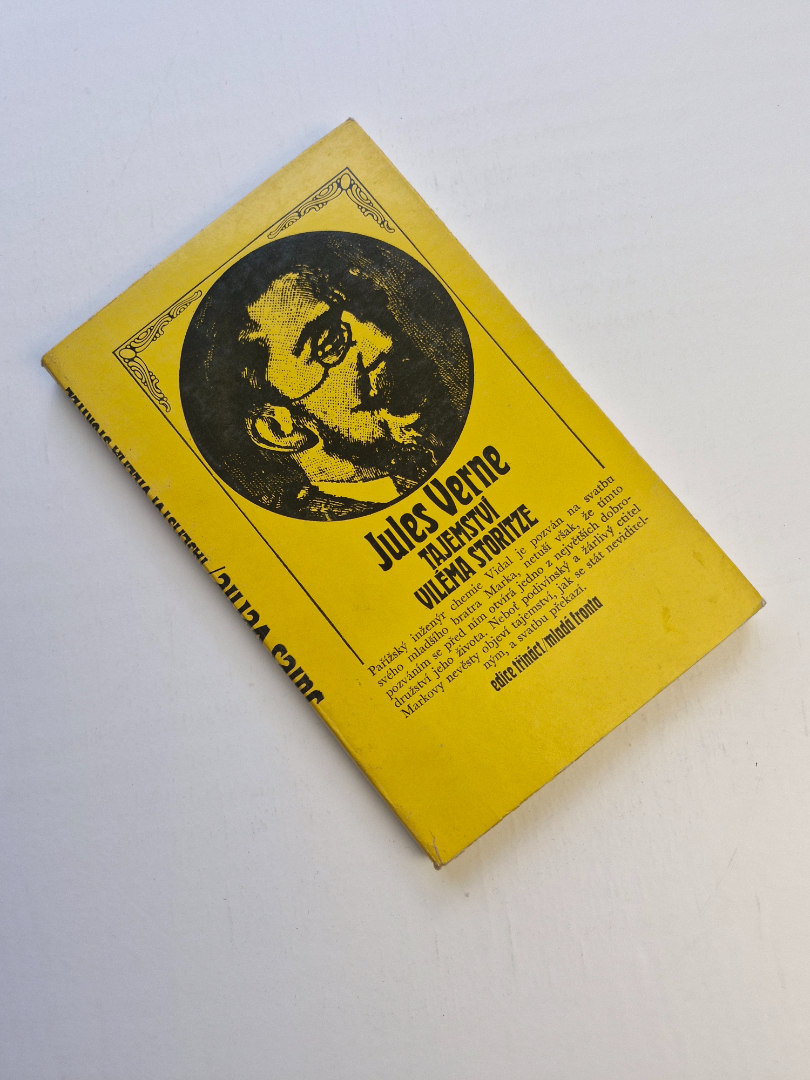 Jules Verne
TAJEMSTVÍ
VILÉMA STORITZE
Pařížský inženýr chemie Vidal je pozván na svatbu
svého mladšího bratra Marka, netuší však, že tímto
pozváním se před ním otvírá jedno z největších dobro-
družství jeho života. Neboť podivínský a žárlivý ctitel
Markovy nevěsty objeví tajemství, jak se stát neviditel-
ným, a svatbu překazí.
edice třináct/mladá fronta
Jules Verne/